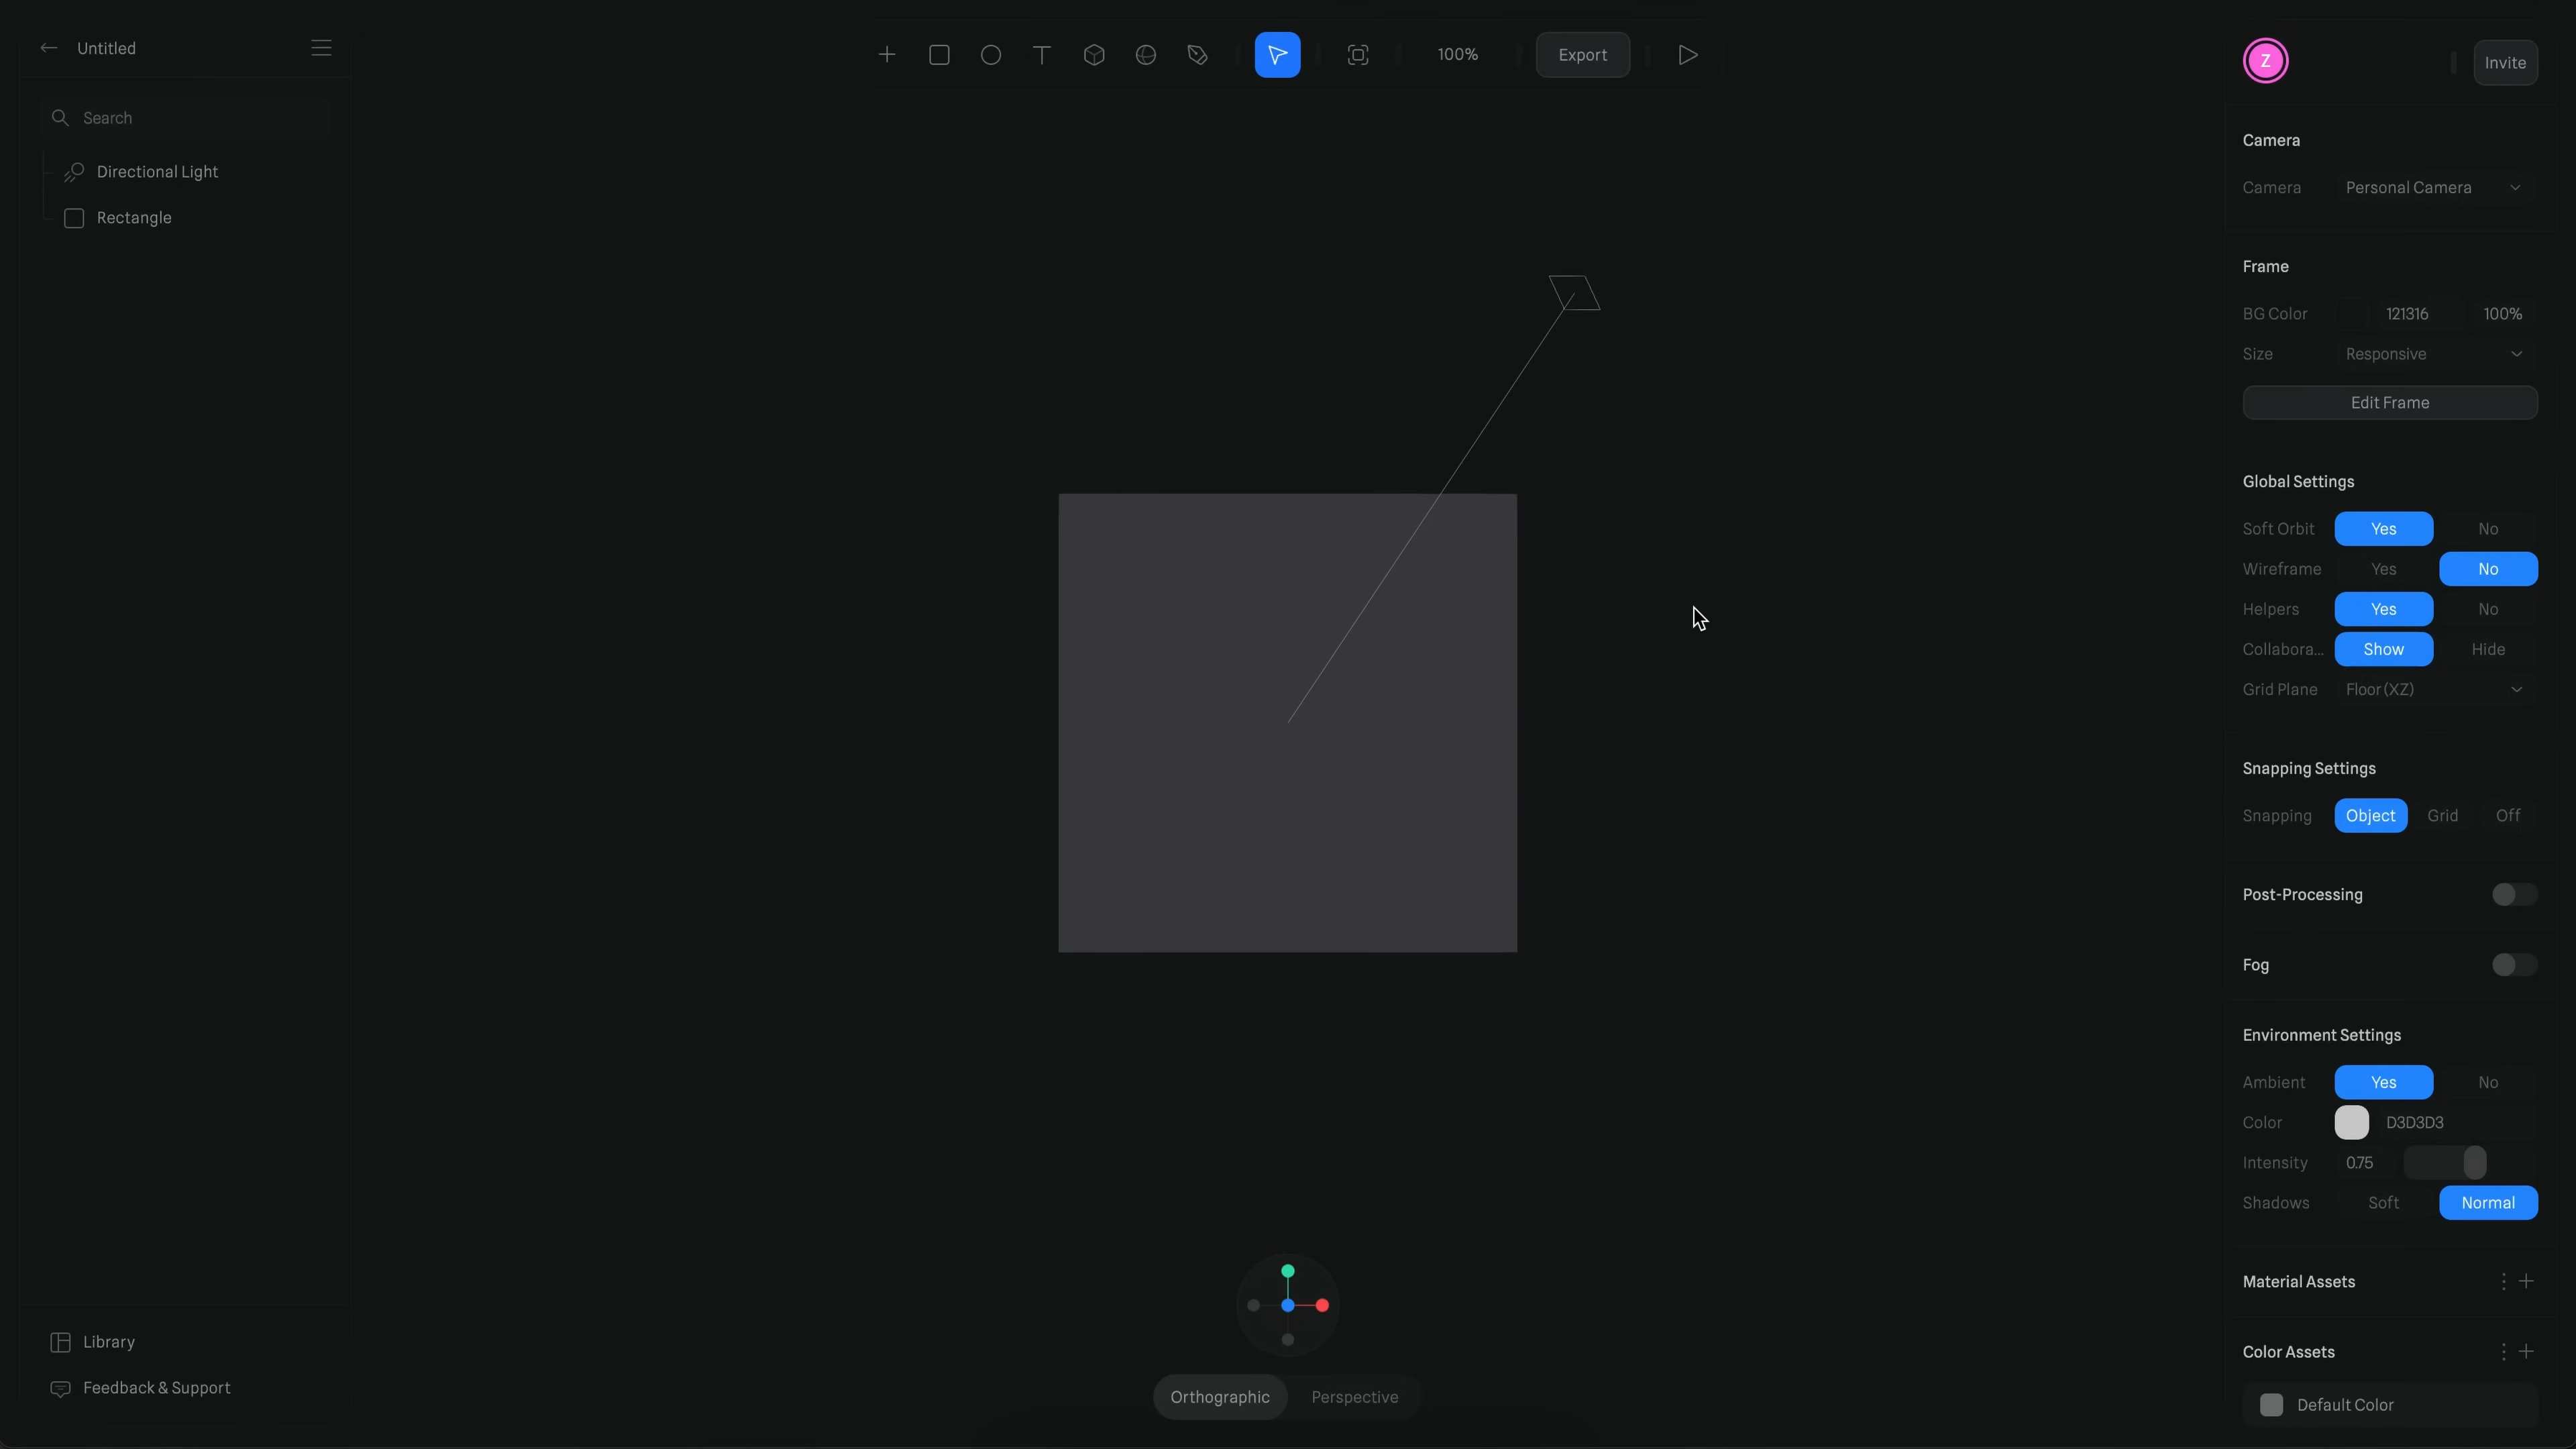 Untitled
Search
Directional Light
Rectangle
Library
Feedback & Support
100%
Export
Orthographic
Perspective
Z
Invite
Camera
Camera Personal Camera
Frame
BG Color 121316 100%
Size Responsive
Edit Frame
Global Settings
Soft Orbit Yes No
Wireframe Yes No
Helpers Yes No
Collabora... Show Hide
Grid Plane Floor (XZ)
Snapping Settings
Snapping Object Grid Off
Post-Processing
Fog
Environment Settings
Ambient Yes No
Color D3D3D3
Intensity 0.75
Shadows Soft Normal
Material Assets
Color Assets
Default Color